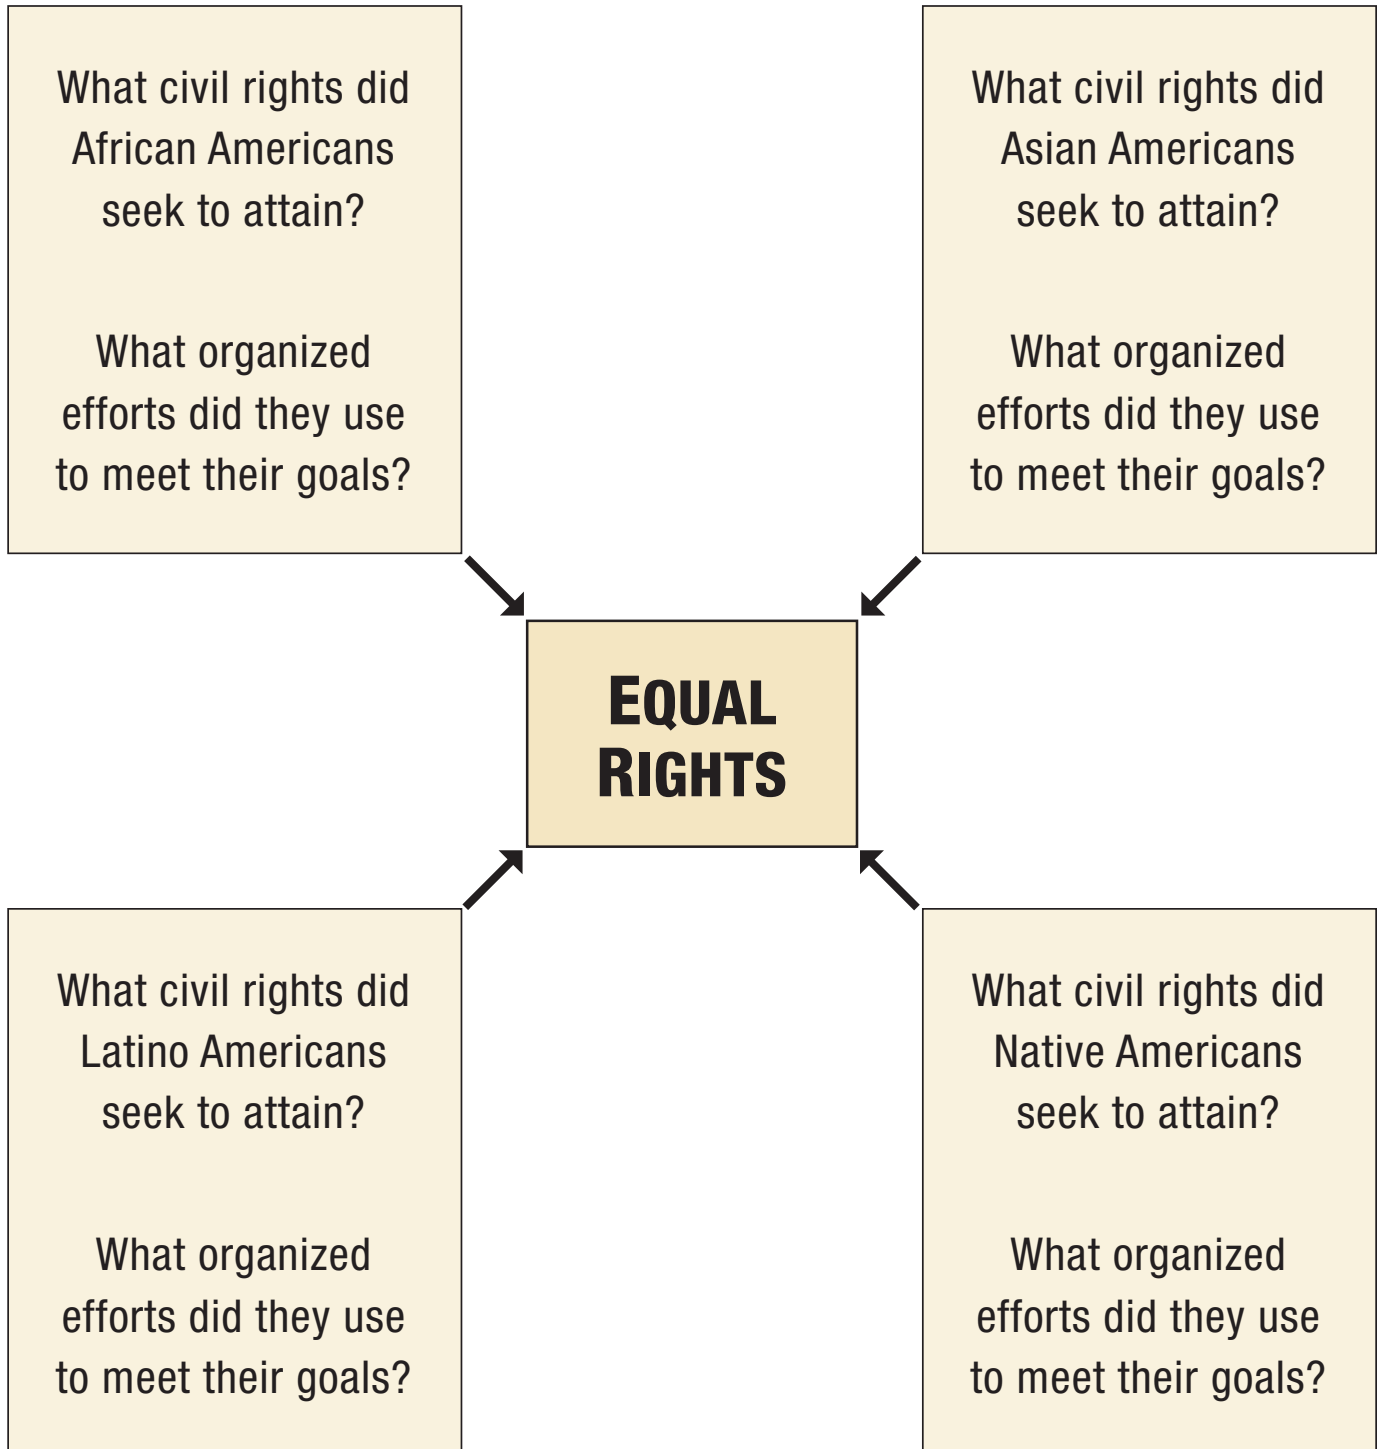 What civil rights did
African Americans
seek to attain?
What organized
efforts did they use
to meet their goals?
What civil rights did
Asian Americans
seek to attain?
What organized
efforts did they use
to meet their goals?
EQUAL
RIGHTS
What civil rights did
Latino Americans
seek to attain?
What organized
efforts did they use
to meet their goals?
What civil rights did
Native Americans
seek to attain?
What organized
efforts did they use
to meet their goals?